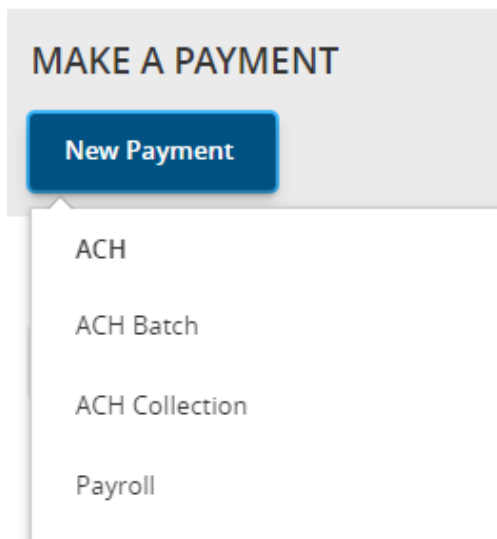 MAKE A PAYMENT
New Payment
ACH
ACH Batch
ACH Collection
Payroll